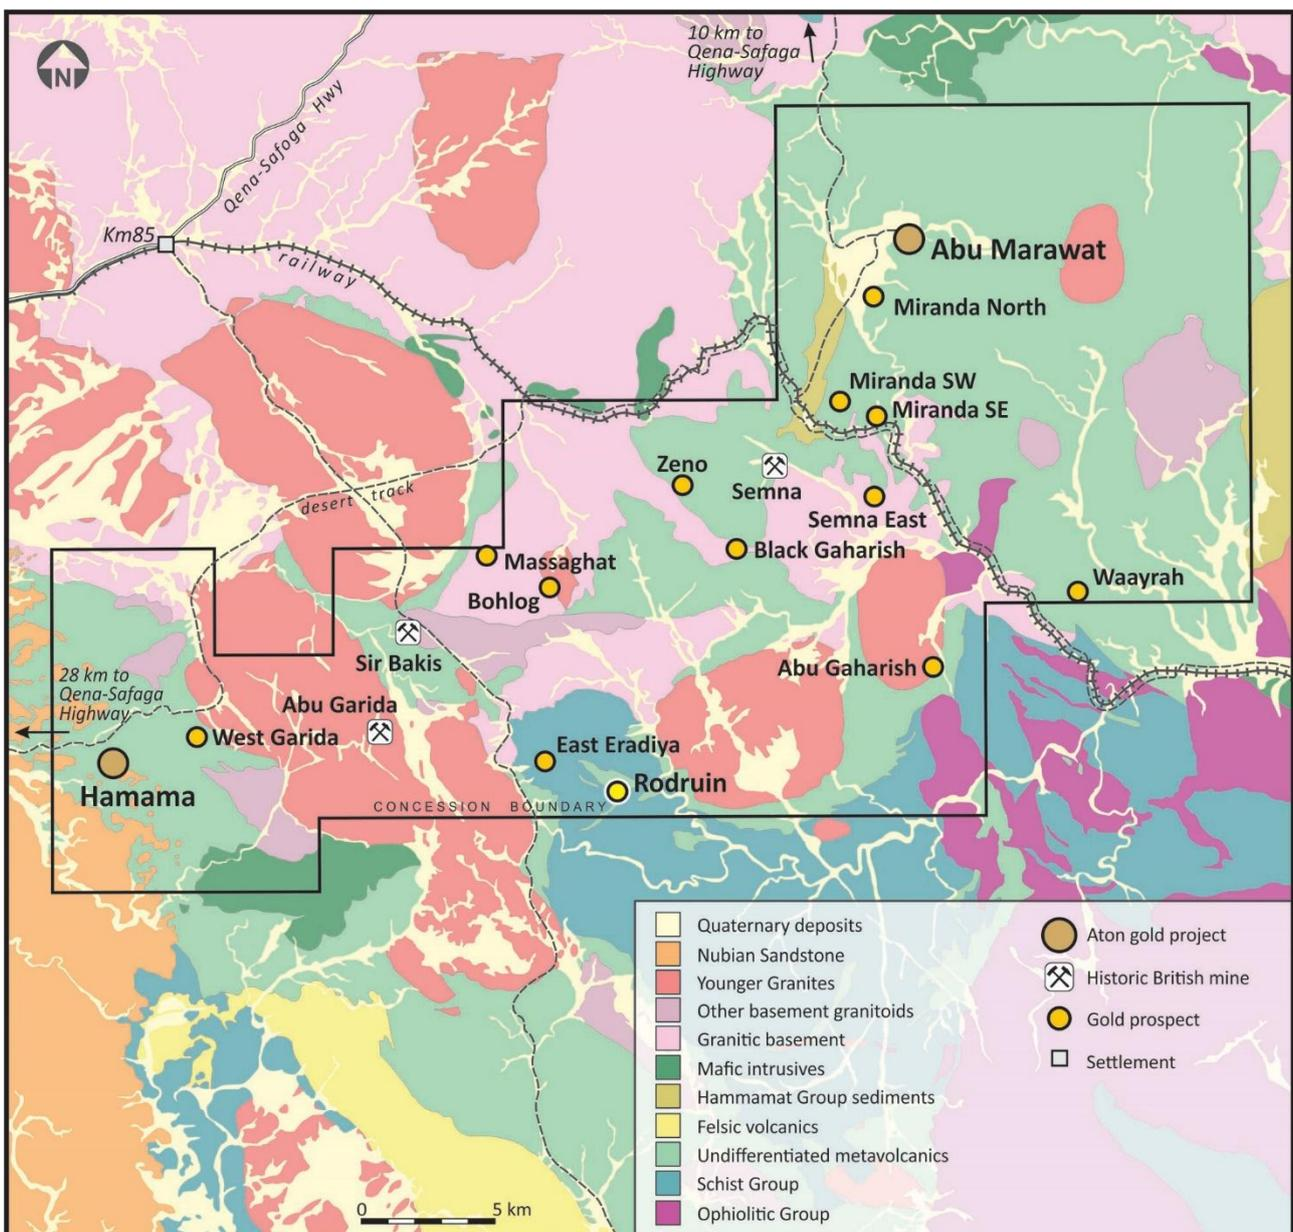 N
10 km to
Qena-Safaga
Highway
Qena-Safoga Hwy
Km85
railway
Abu Marawat
Miranda North
Miranda SW
Miranda SE
desert track
Zeno
Semna
Semna East
Black Gaharish
Massaghat
Bohlog
Waayrah
Sir Bakis
Abu Gaharish
28 km to
Qena-Safaga
Highway
Abu Garida
West Garida
East Eradiya
Hamama
Rodruin
CONCESSION BOUNDARY
Quaternary deposits
Nubian Sandstone
Younger Granites
Other basement granitoids
Granitic basement
Mafic intrusives
Hammamat Group sediments
Felsic volcanics
Undifferentiated metavolcanics
Schist Group
Ophiolitic Group
Aton gold project
Historic British mine
Gold prospect
Settlement
0 5 km